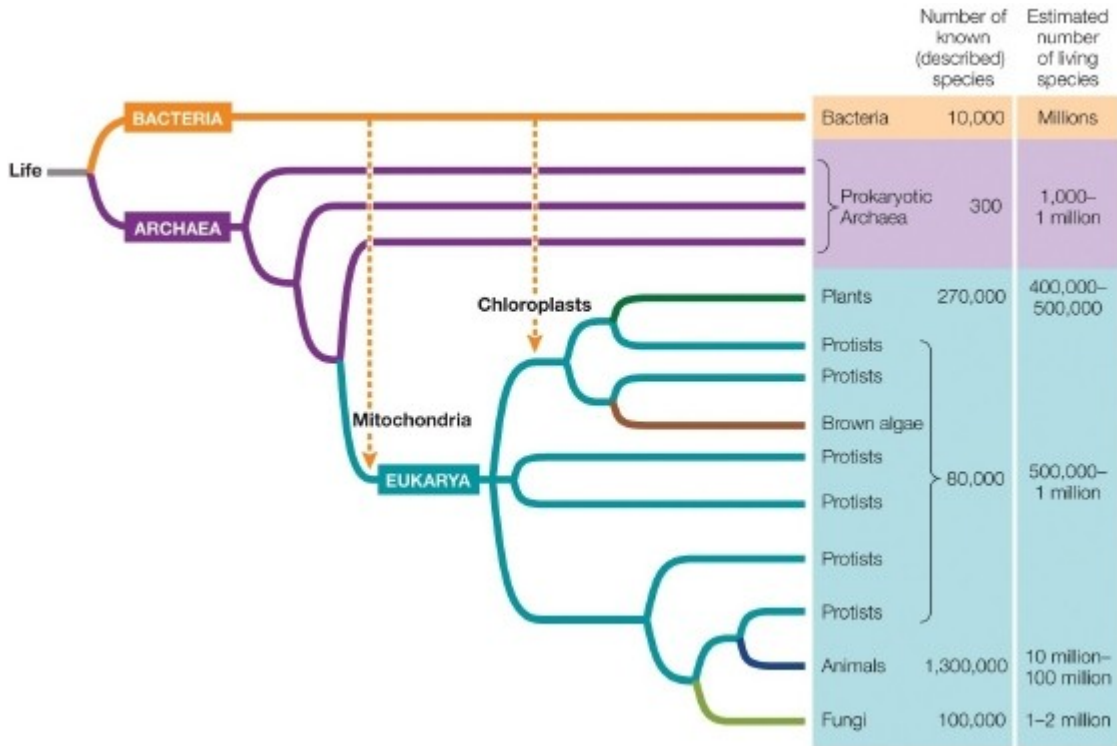 Number of
known
(described)
species
Estimated
number
of living
species
BACTERIA
Bacteria 10,000 Millions
Life
ARCHAEA
Prokaryotic
Archaea
300
1,000–
1 million
Chloroplasts
Plants 270,000
400,000–
500,000
Protists
Protists
Mitochondria
Brown algae
Protists
EUKARYA
80,000
500,000–
1 million
Protists
Protists
Protists
Animals 1,300,000
10 million–
100 million
Fungi 100,000 1–2 million